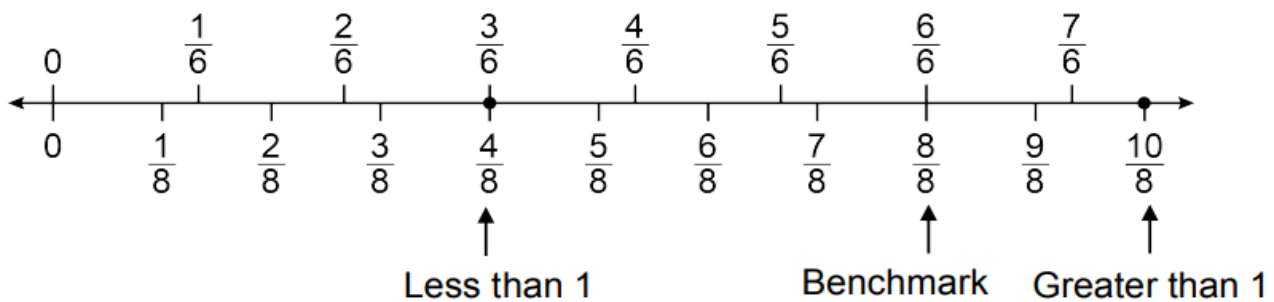 0 1/6 2/6 3/6 4/6 5/6 6/6 7/6
0 1/8 2/8 3/8 4/8 5/8 6/8 7/8 8/8 9/8 10/8
Less than 1 Benchmark Greater than 1